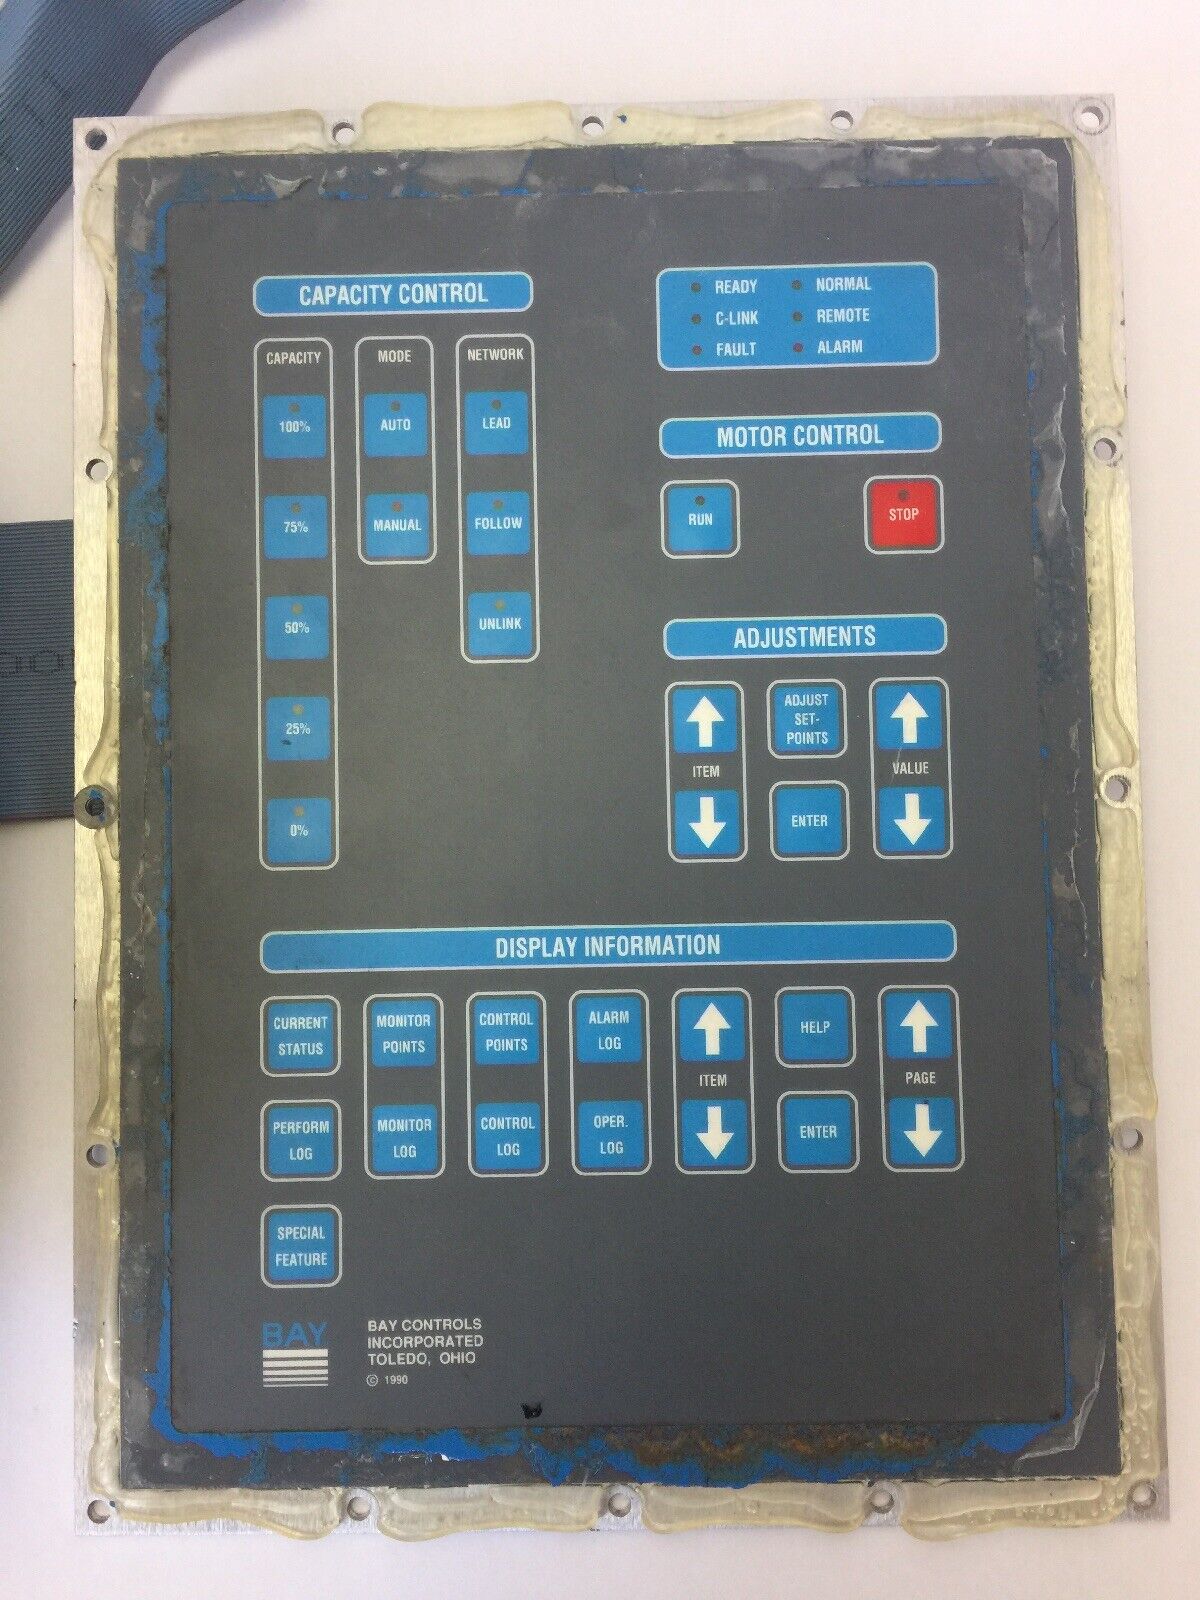 CAPACITY CONTROL
CAPACITY
100%
75%
50%
25%
0%
MODE
AUTO
MANUAL
NETWORK
LEAD
FOLLOW
UNLINK
READY
NORMAL
C-LINK
REMOTE
FAULT
ALARM
MOTOR CONTROL
RUN
STOP
ADJUSTMENTS
ITEM
ADJUST
SET-
POINTS
ENTER
VALUE
DISPLAY INFORMATION
CURRENT
STATUS
MONITOR
POINTS
CONTROL
POINTS
ALARM
LOG
ITEM
HELP
PAGE
PERFORM
LOG
MONITOR
LOG
CONTROL
LOG
OPER.
LOG
ENTER
SPECIAL
FEATURE
BAY
BAY CONTROLS
INCORPORATED
TOLEDO, OHIO
© 1990